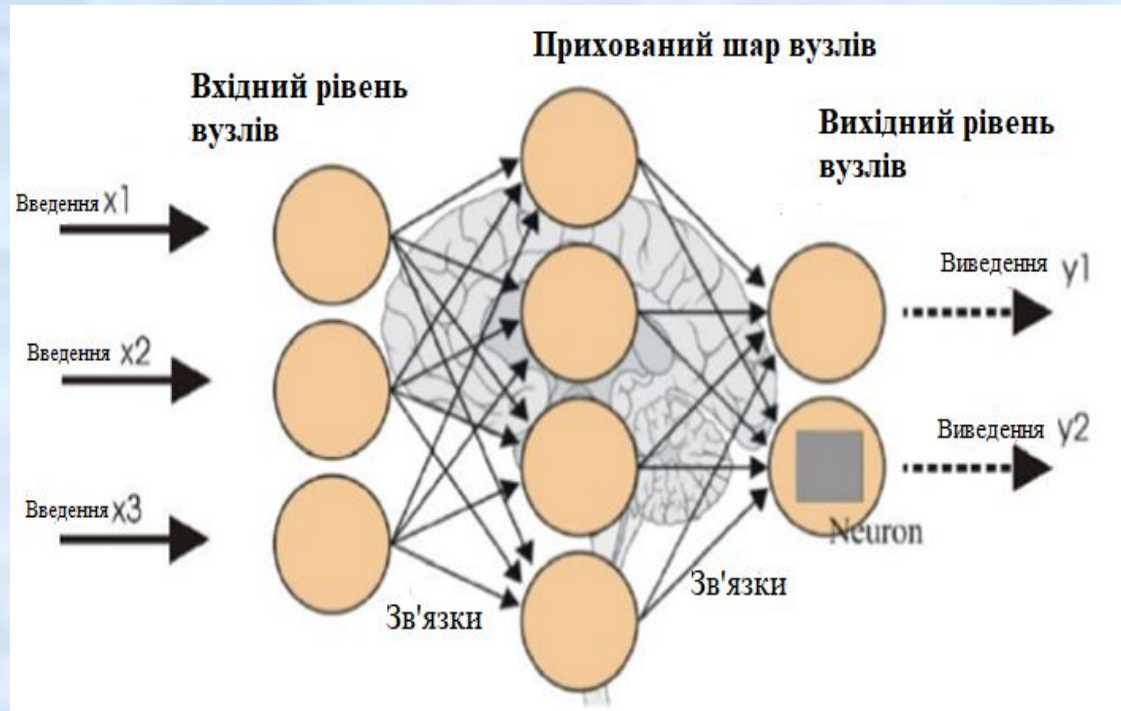 Прихований шар вузлів
Вхідний рівень
вузлів
Вихідний рівень
вузлів
Введення x1
Введення x2
Введення x3
Виведення y1
Виведення y2
Neuron
Зв'язки
Зв'язки